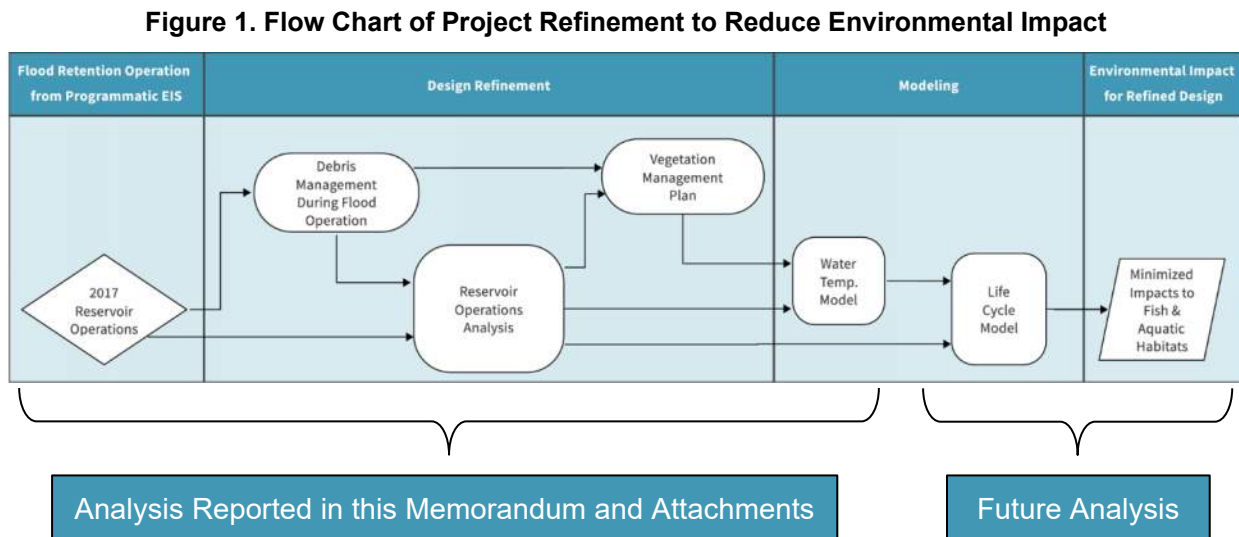 Figure 1. Flow Chart of Project Refinement to Reduce Environmental Impact
Flood Retention Operation
from Programmatic EIS
Design Refinement
Modeling
Environmental Impact
for Refined Design
Debris
Management
During Flood
Operation
Vegetation
Management
Plan
2017
Reservoir
Operations
Reservoir
Operations
Analysis
Water
Temp.
Model
Life
Cycle
Model
Minimized
Impacts to
Fish &
Aquatic
Habitats
Analysis Reported in this Memorandum and Attachments
Future Analysis